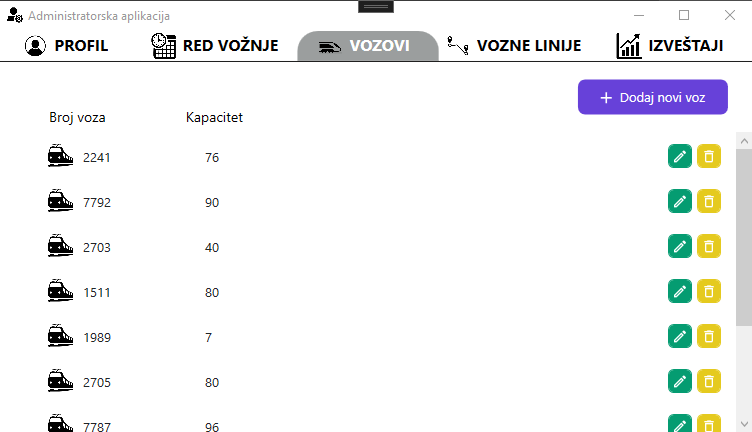 Administratorska aplikacija
PROFIL RED VOŽNJE VOZOVI VOZNE LINIJE IZVEŠTAJI
+ Dodaj novi voz
Broj voza Kapacitet
2241 76
7792 90
2703 40
1511 80
1989 7
2705 80
7787 96